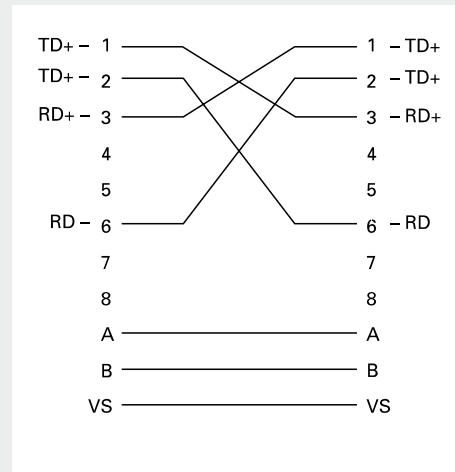 TD+ – 1 1 – TD+
TD+ – 2 2 – TD+
RD+ – 3 3 – RD+
4 4
5 5
RD – 6 6 – RD
7 7
8 8
A A
B B
VS VS